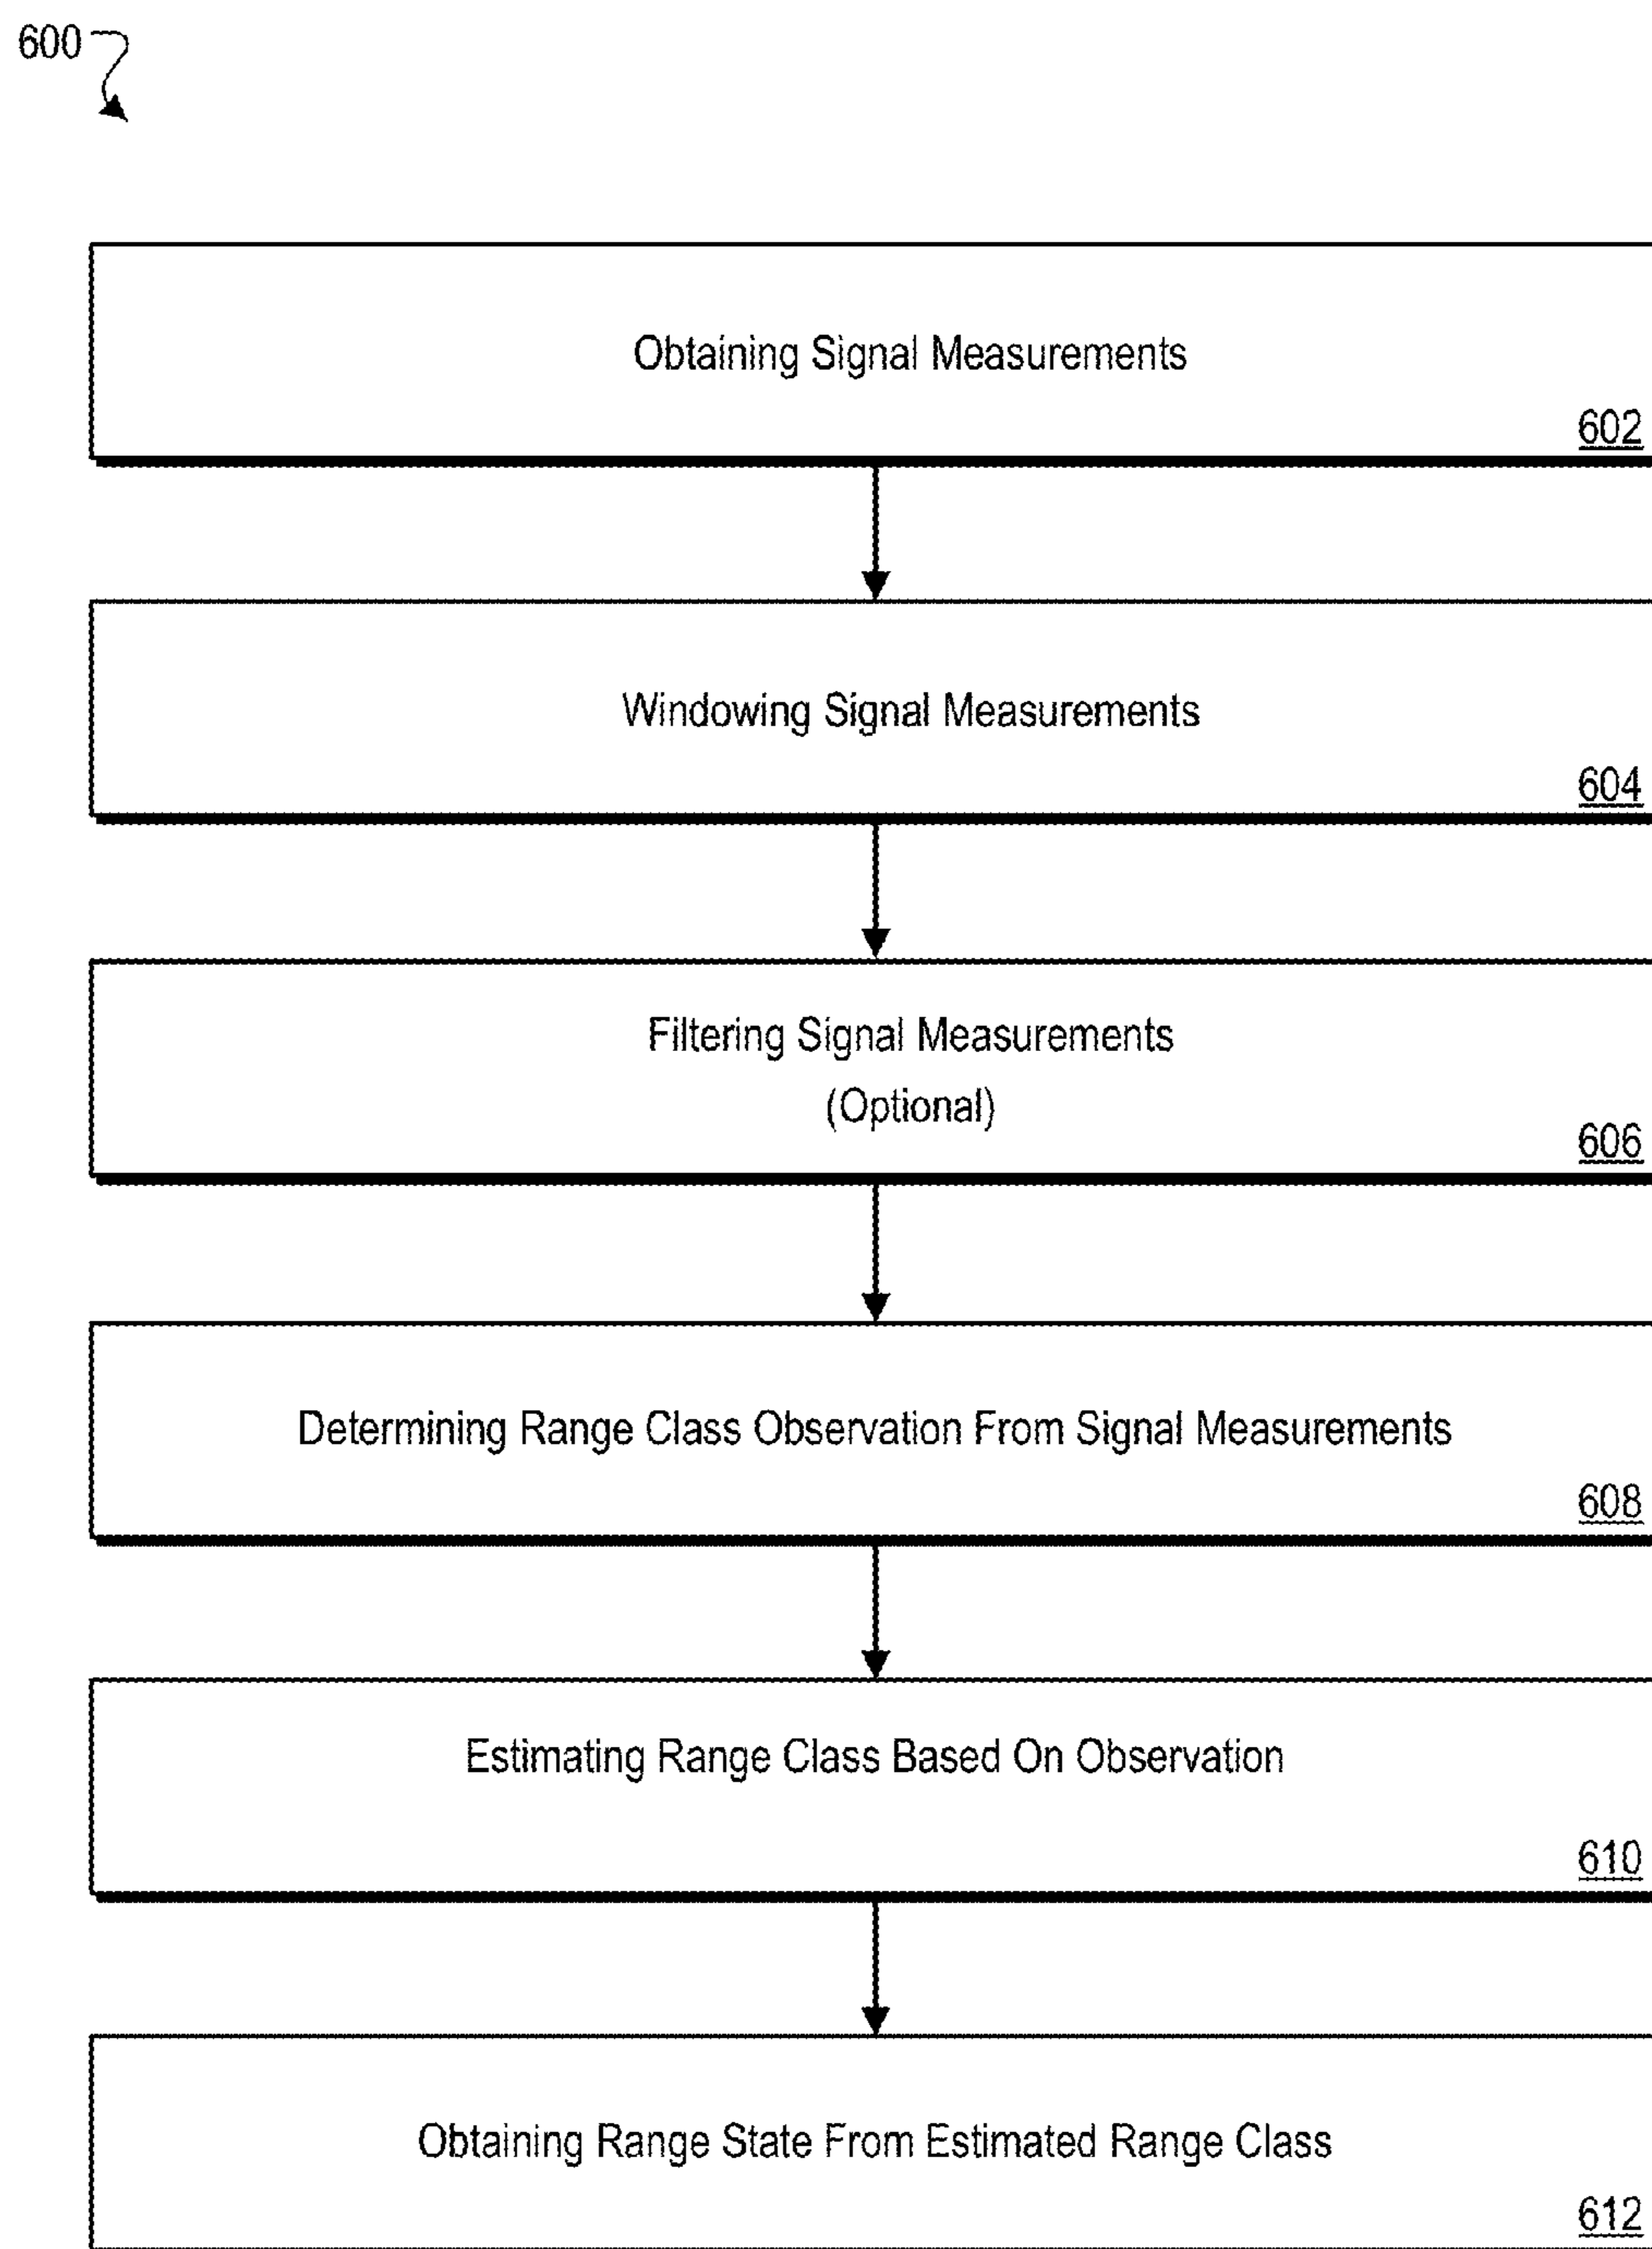 600
Obtaining Signal Measurements
602
Windowing Signal Measurements
604
Filtering Signal Measurements
(Optional)
606
Determining Range Class Observation From Signal Measurements
608
Estimating Range Class Based On Observation
610
Obtaining Range State From Estimated Range Class
612